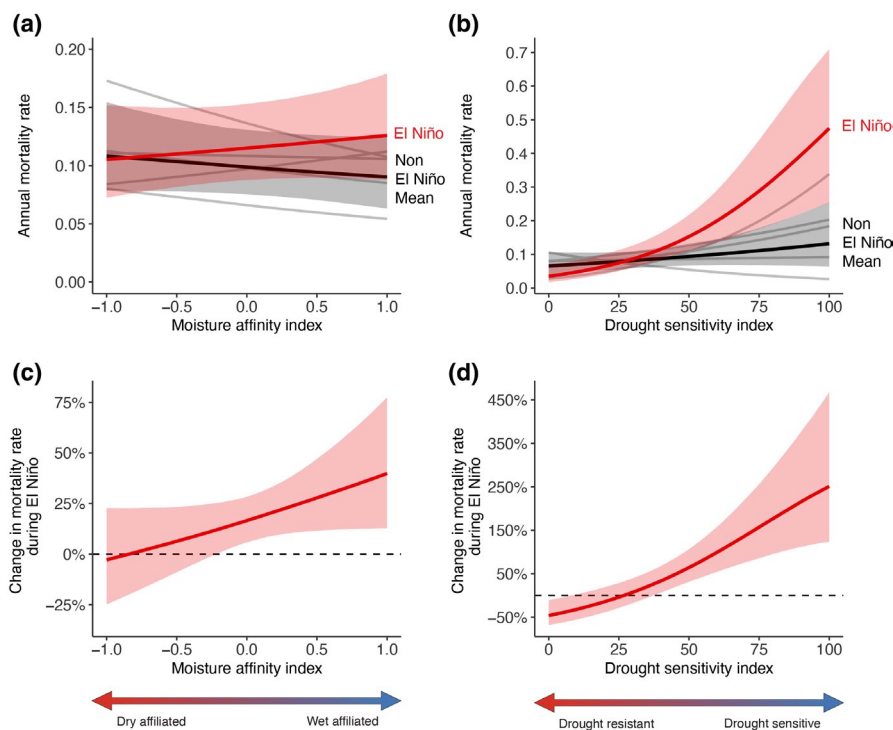 (a)
Annual mortality rate
0.20
0.15
0.10
0.05
0.00
El Niño
Non
El Niño
Mean
−1.0 −0.5 0.0 0.5 1.0
Moisture affinity index
(b)
Annual mortality rate
0.7
0.6
0.5
0.4
0.3
0.2
0.1
0.0
El Niño
Non
El Niño
Mean
0 25 50 75 100
Drought sensitivity index
(c)
Change in mortality rate
during El Niño
75%
50%
25%
0%
−25%
−1.0 −0.5 0.0 0.5 1.0
Moisture affinity index
Dry affiliated Wet affiliated
(d)
Change in mortality rate
during El Niño
450%
350%
250%
150%
50%
−50%
0 25 50 75 100
Drought sensitivity index
Drought resistant Drought sensitive